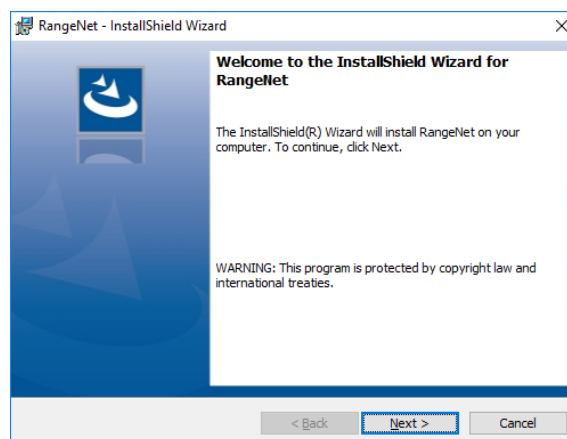 RangeNet - InstallShield Wizard
Welcome to the InstallShield Wizard for
RangeNet
The InstallShield(R) Wizard will install RangeNet on your
computer. To continue, click Next.
WARNING: This program is protected by copyright law and
international treaties.
< Back
Next >
Cancel